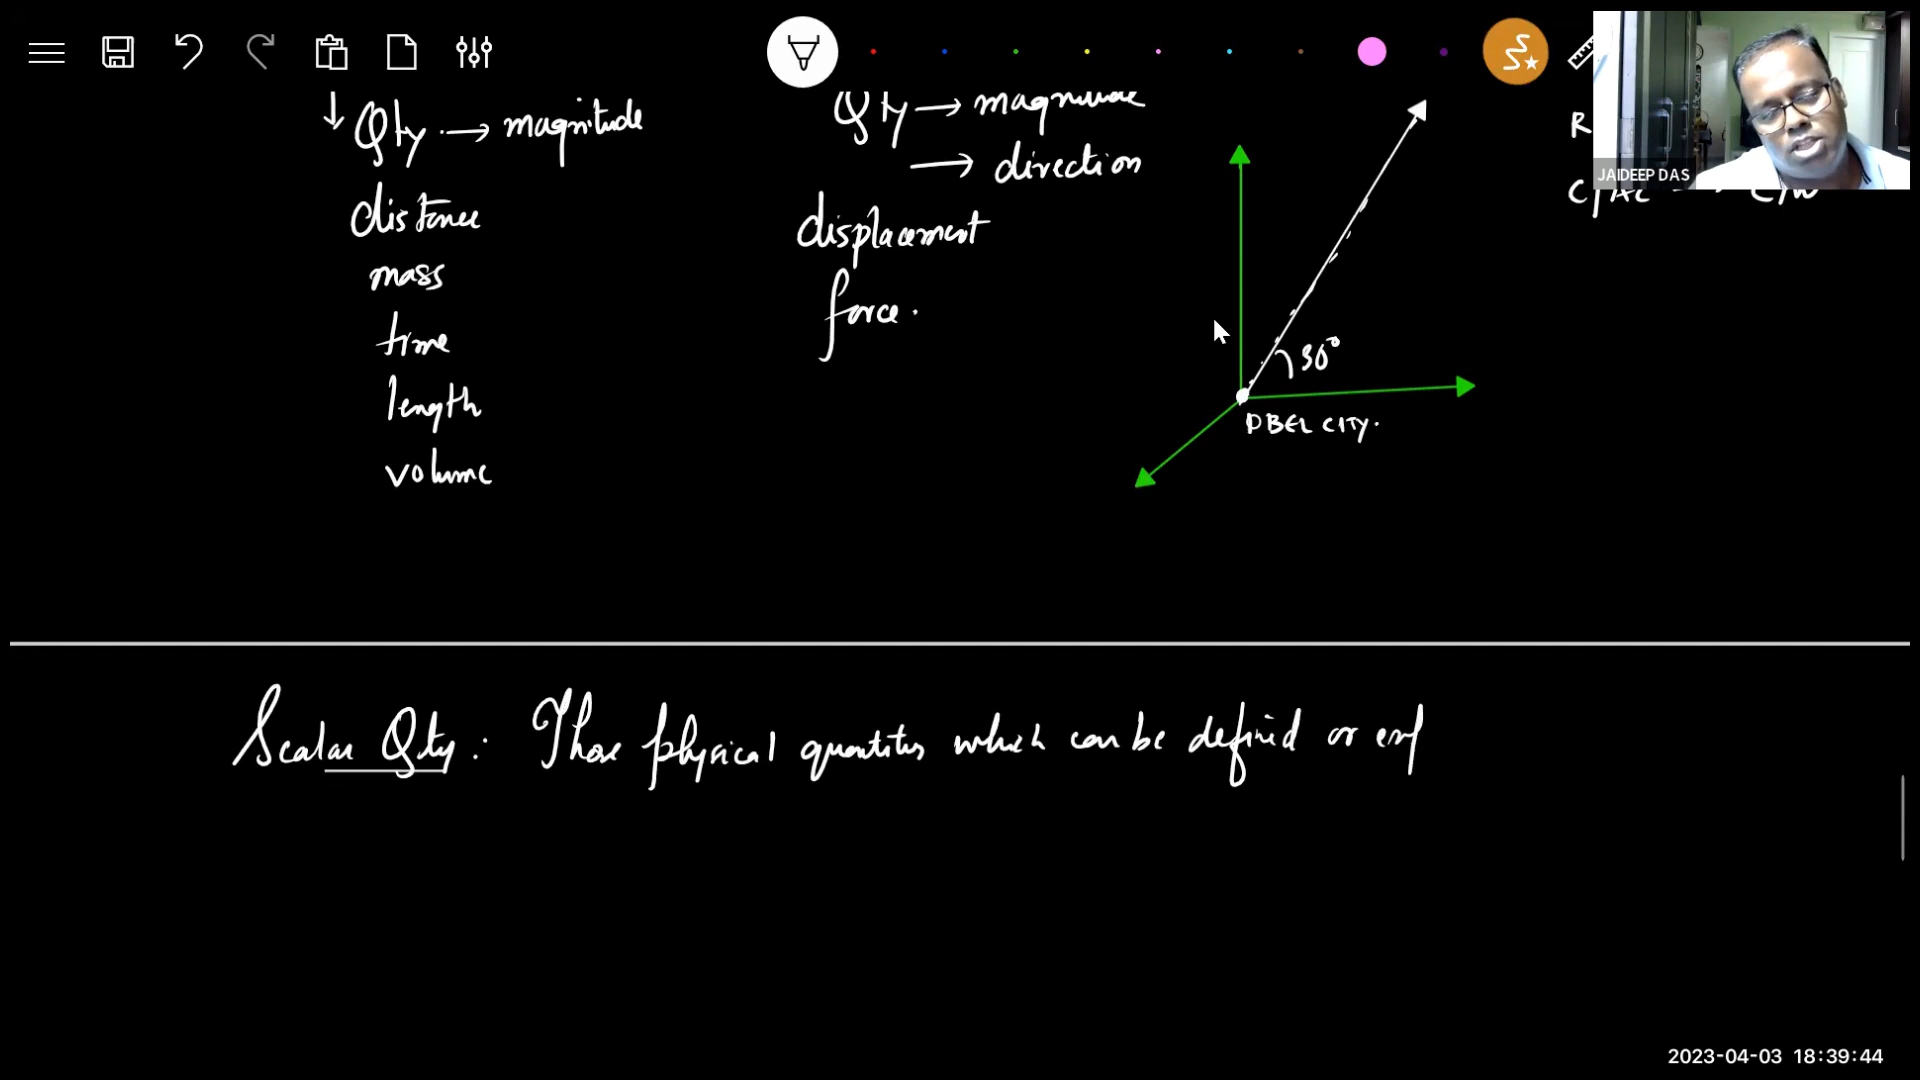 Qty → magnitude
distance
mass
time
length
volume
Qty → magnitude
→ direction
displacement
force.
30°
DBEL CITY.
R
JAIDEEP DAS
Scalar Qty: Those physical quantities which can be defined or exp
2023-04-03 18:39:44